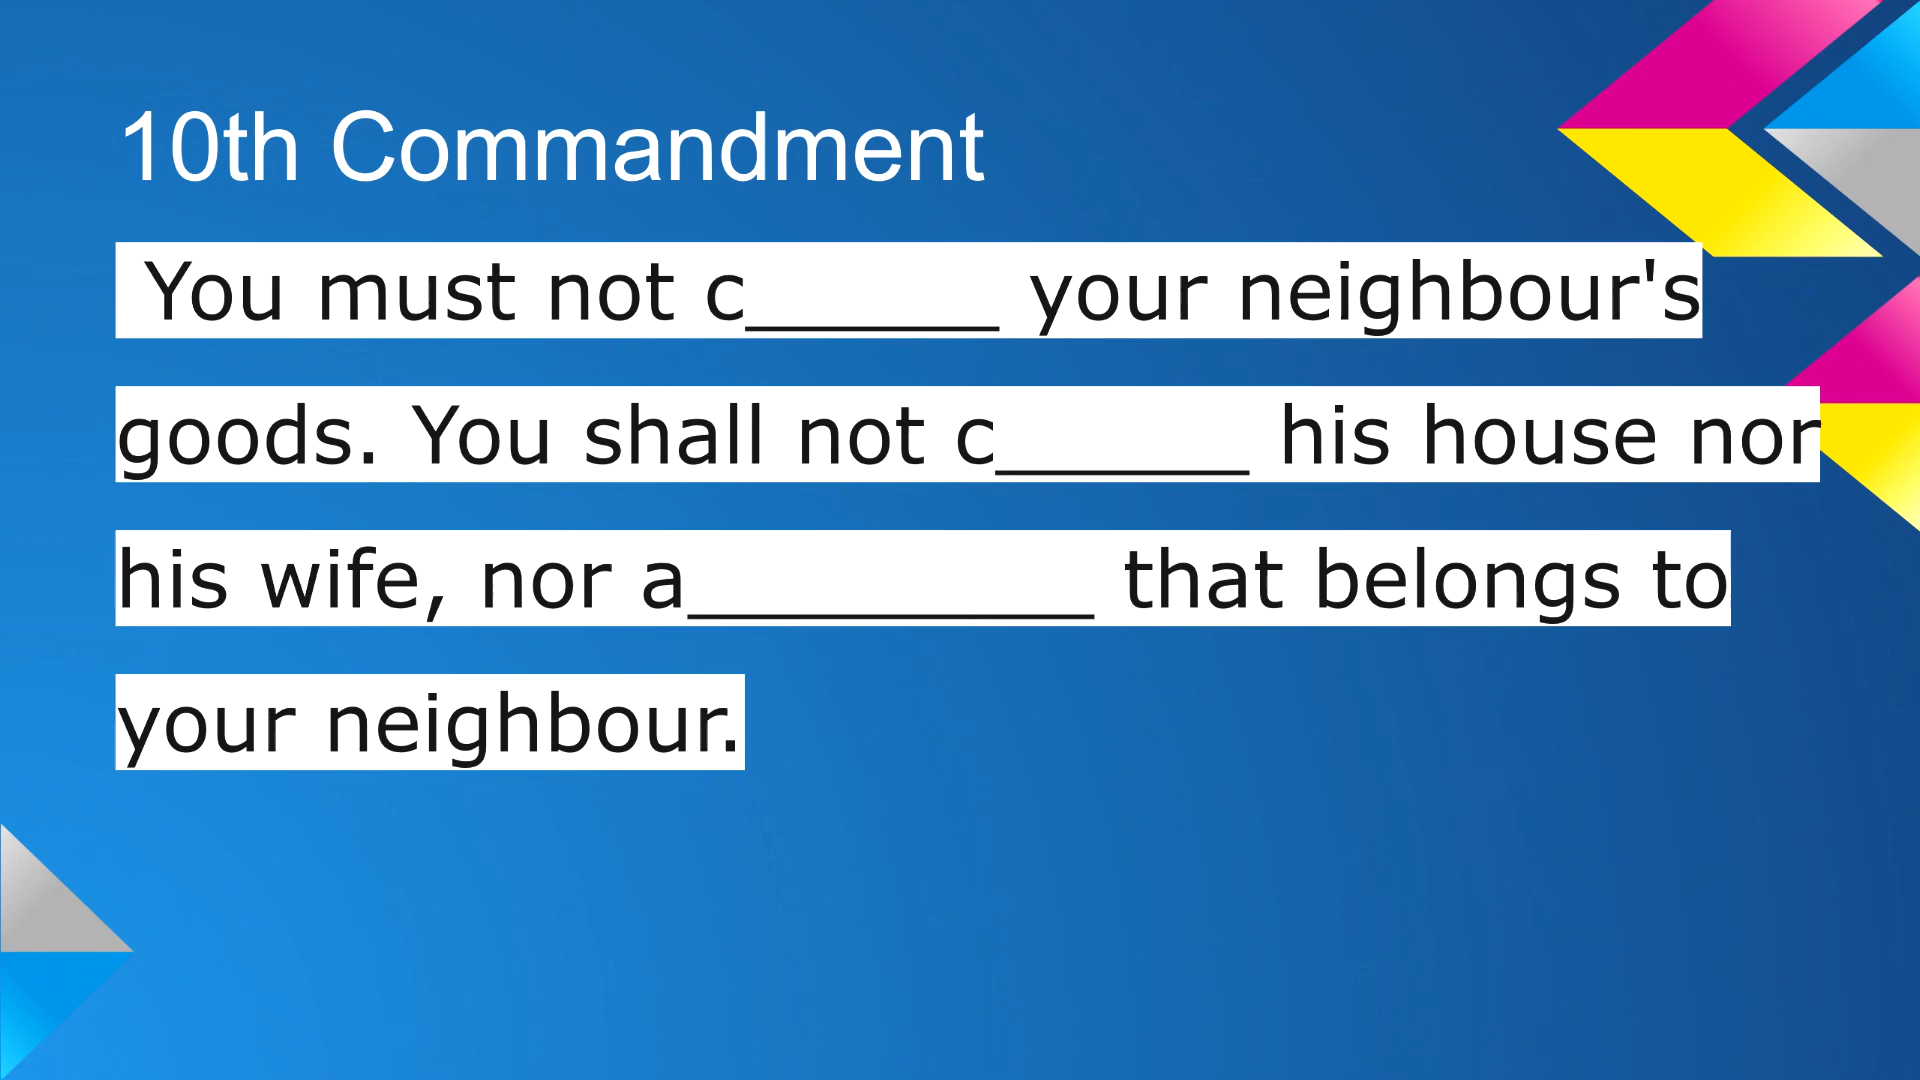 10th Commandment
You must not c______ your neighbour's
goods. You shall not c______ his house nor
his wife, nor a_________ that belongs to
your neighbour.